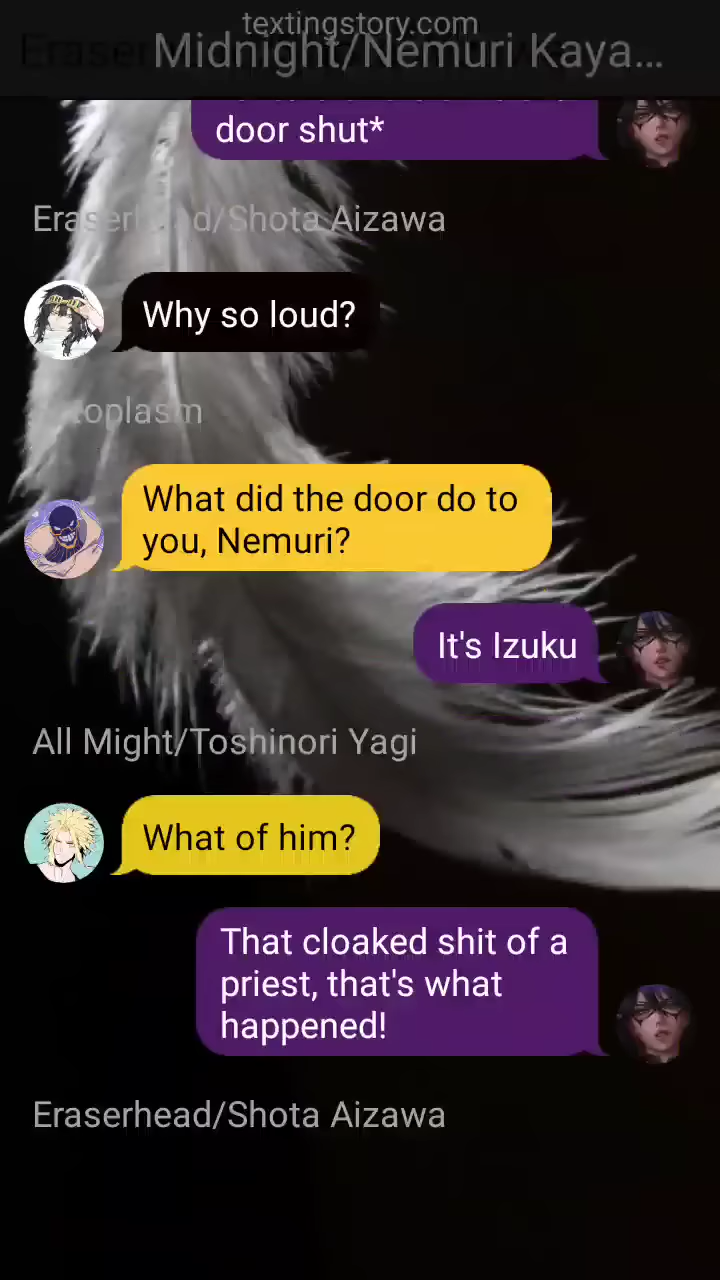 textingstory.com
Midnight/Nemuri Kaya...
door shut*
Eraserhead/Shota Aizawa
Why so loud?
toplasm
What did the door do to
you, Nemuri?
It's Izuku
All Might/Toshinori Yagi
What of him?
That cloaked shit of a
priest, that's what
happened!
Eraserhead/Shota Aizawa